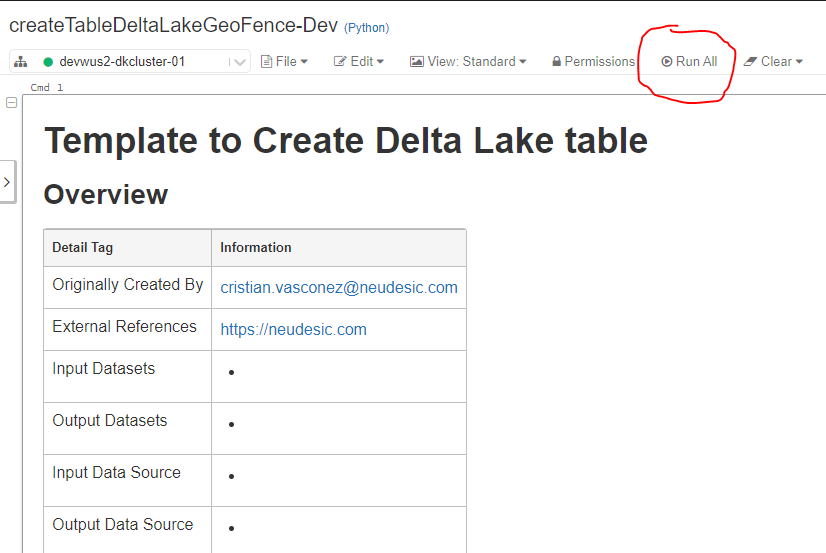 createTableDeltaLakeGeoFence-Dev (Python)
devwus2-dkcluster-01 File Edit View: Standard Permissions Run All Clear
Cmd 1
Template to Create Delta Lake table
Overview
Detail Tag Information
Originally Created By cristian.vasconez@neudesic.com
External References https://neudesic.com
Input Datasets •
Output Datasets •
Input Data Source •
Output Data Source •